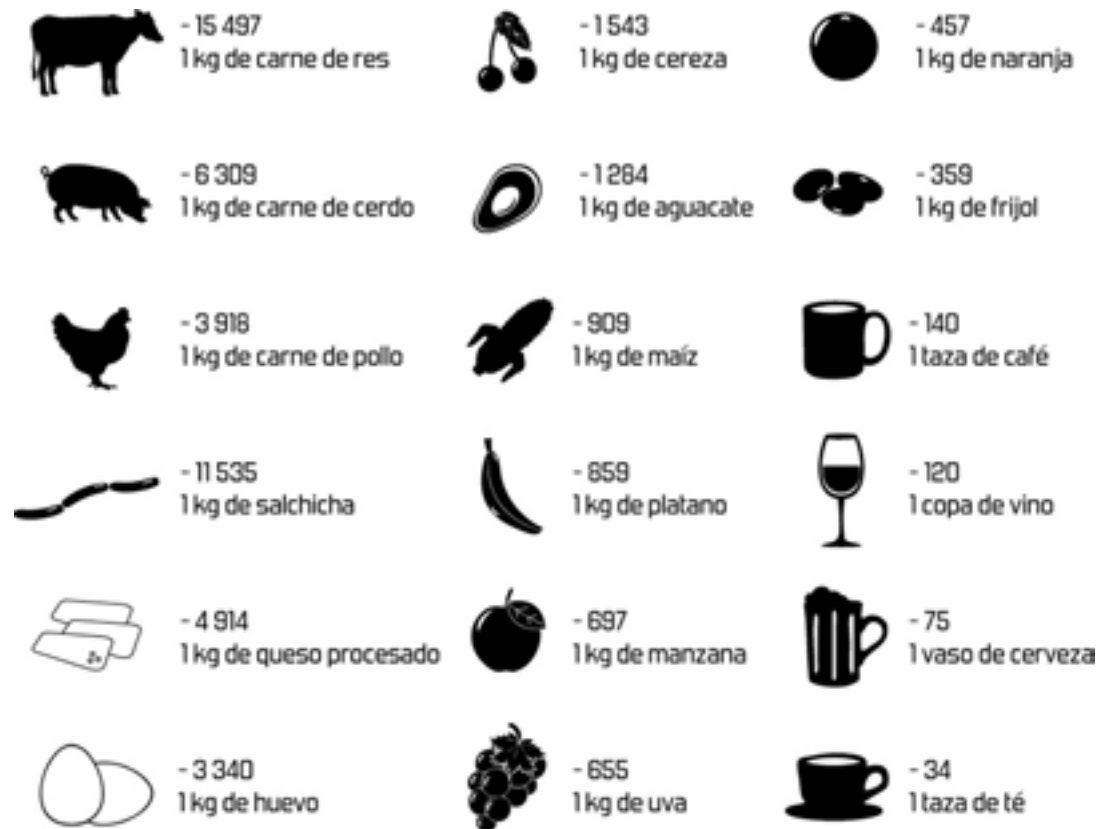 - 15 497
1 kg de carne de res
- 1 543
1 kg de cereza
- 457
1 kg de naranja
- 6 309
1 kg de carne de cerdo
- 1 284
1 kg de aguacate
- 359
1 kg de frijol
- 3 918
1 kg de carne de pollo
- 909
1 kg de maíz
- 140
1 taza de café
- 11 535
1 kg de salchicha
- 859
1 kg de platano
- 120
1 copa de vino
- 4 914
1 kg de queso procesado
- 697
1 kg de manzana
- 75
1 vaso de cerveza
- 3 340
1 kg de huevo
- 655
1 kg de uva
- 34
1 taza de té